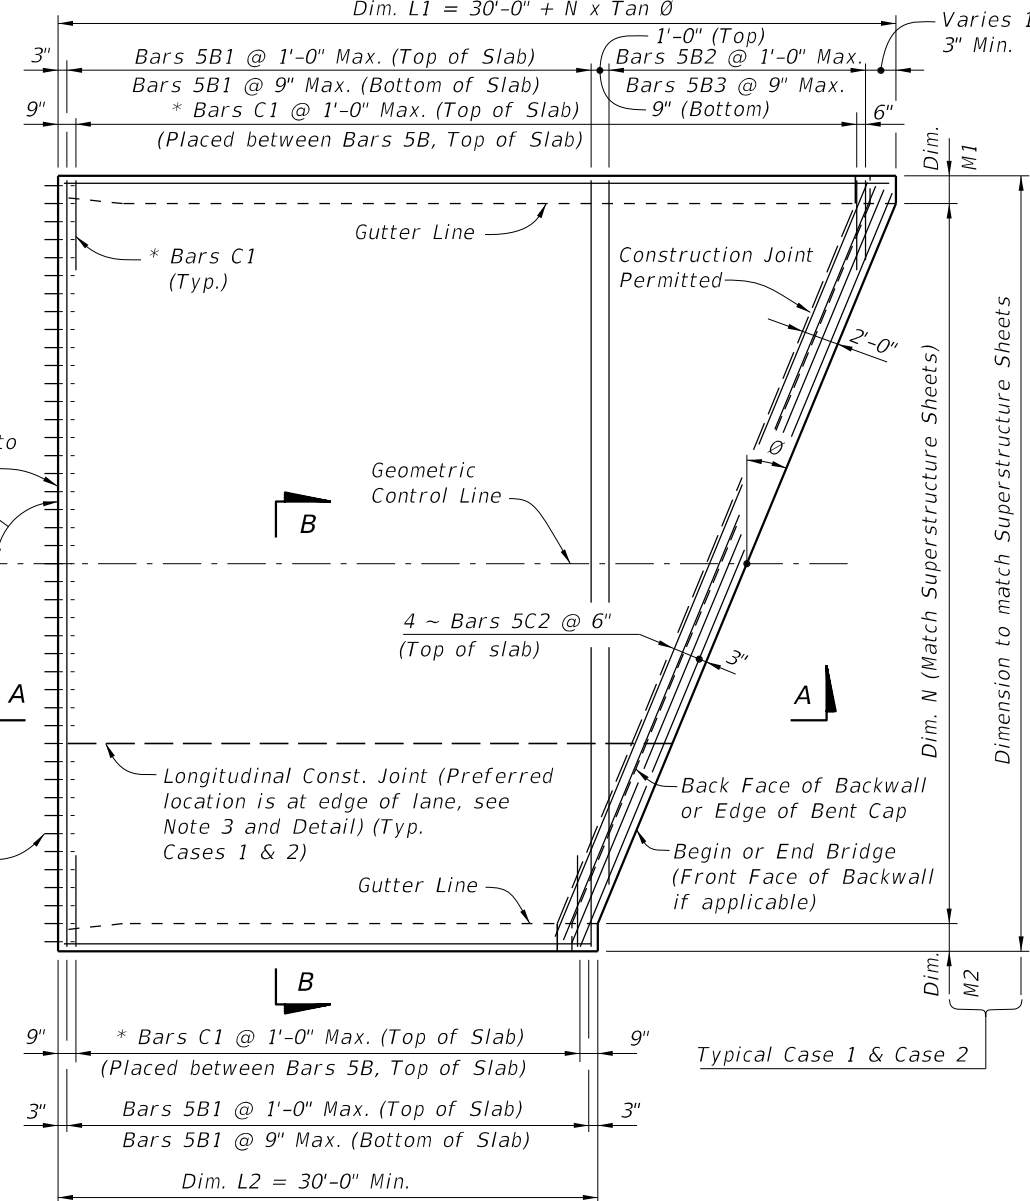 Dim. L1 = 30'-0" + N x Tan Ø
Varies 1
3" Min.
3"
Bars 5B1 @ 1'-0" Max. (Top of Slab)
1'-0" (Top)
Bars 5B2 @ 1'-0" Max.
Bars 5B1 @ 9" Max. (Bottom of Slab)
Bars 5B3 @ 9" Max.
9"
* Bars C1 @ 1'-0" Max. (Top of Slab)
9" (Bottom)
6"
(Placed between Bars 5B, Top of Slab)
Dim.
M1
Gutter Line
* Bars C1
(Typ.)
Construction Joint
Permitted
2'-0"
Dim. N (Match Superstructure Sheets)
Dimension to match Superstructure Sheets
to
Ø
Geometric
Control Line
B
4 ~ Bars 5C2 @ 6"
(Top of slab)
3"
A
A
Longitudinal Const. Joint (Preferred
location is at edge of lane, see
Note 3 and Detail) (Typ.
Cases 1 & 2)
Back Face of Backwall
or Edge of Bent Cap
Begin or End Bridge
(Front Face of Backwall
if applicable)
Gutter Line
Dim.
M2
B
9"
* Bars C1 @ 1'-0" Max. (Top of Slab)
9"
(Placed between Bars 5B, Top of Slab)
Typical Case 1 & Case 2
3"
Bars 5B1 @ 1'-0" Max. (Top of Slab)
3"
Bars 5B1 @ 9" Max. (Bottom of Slab)
Dim. L2 = 30'-0" Min.